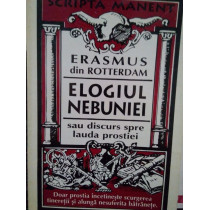 SCRIPTA MANENT
ERASMUS
din ROTTERDAM
ELOGIUL
NEBUNIEI
sau discurs spre
lauda prostiei
Doar prostia încetinește scurgerea
tinereții și alungă nesuferita bătrânețe.